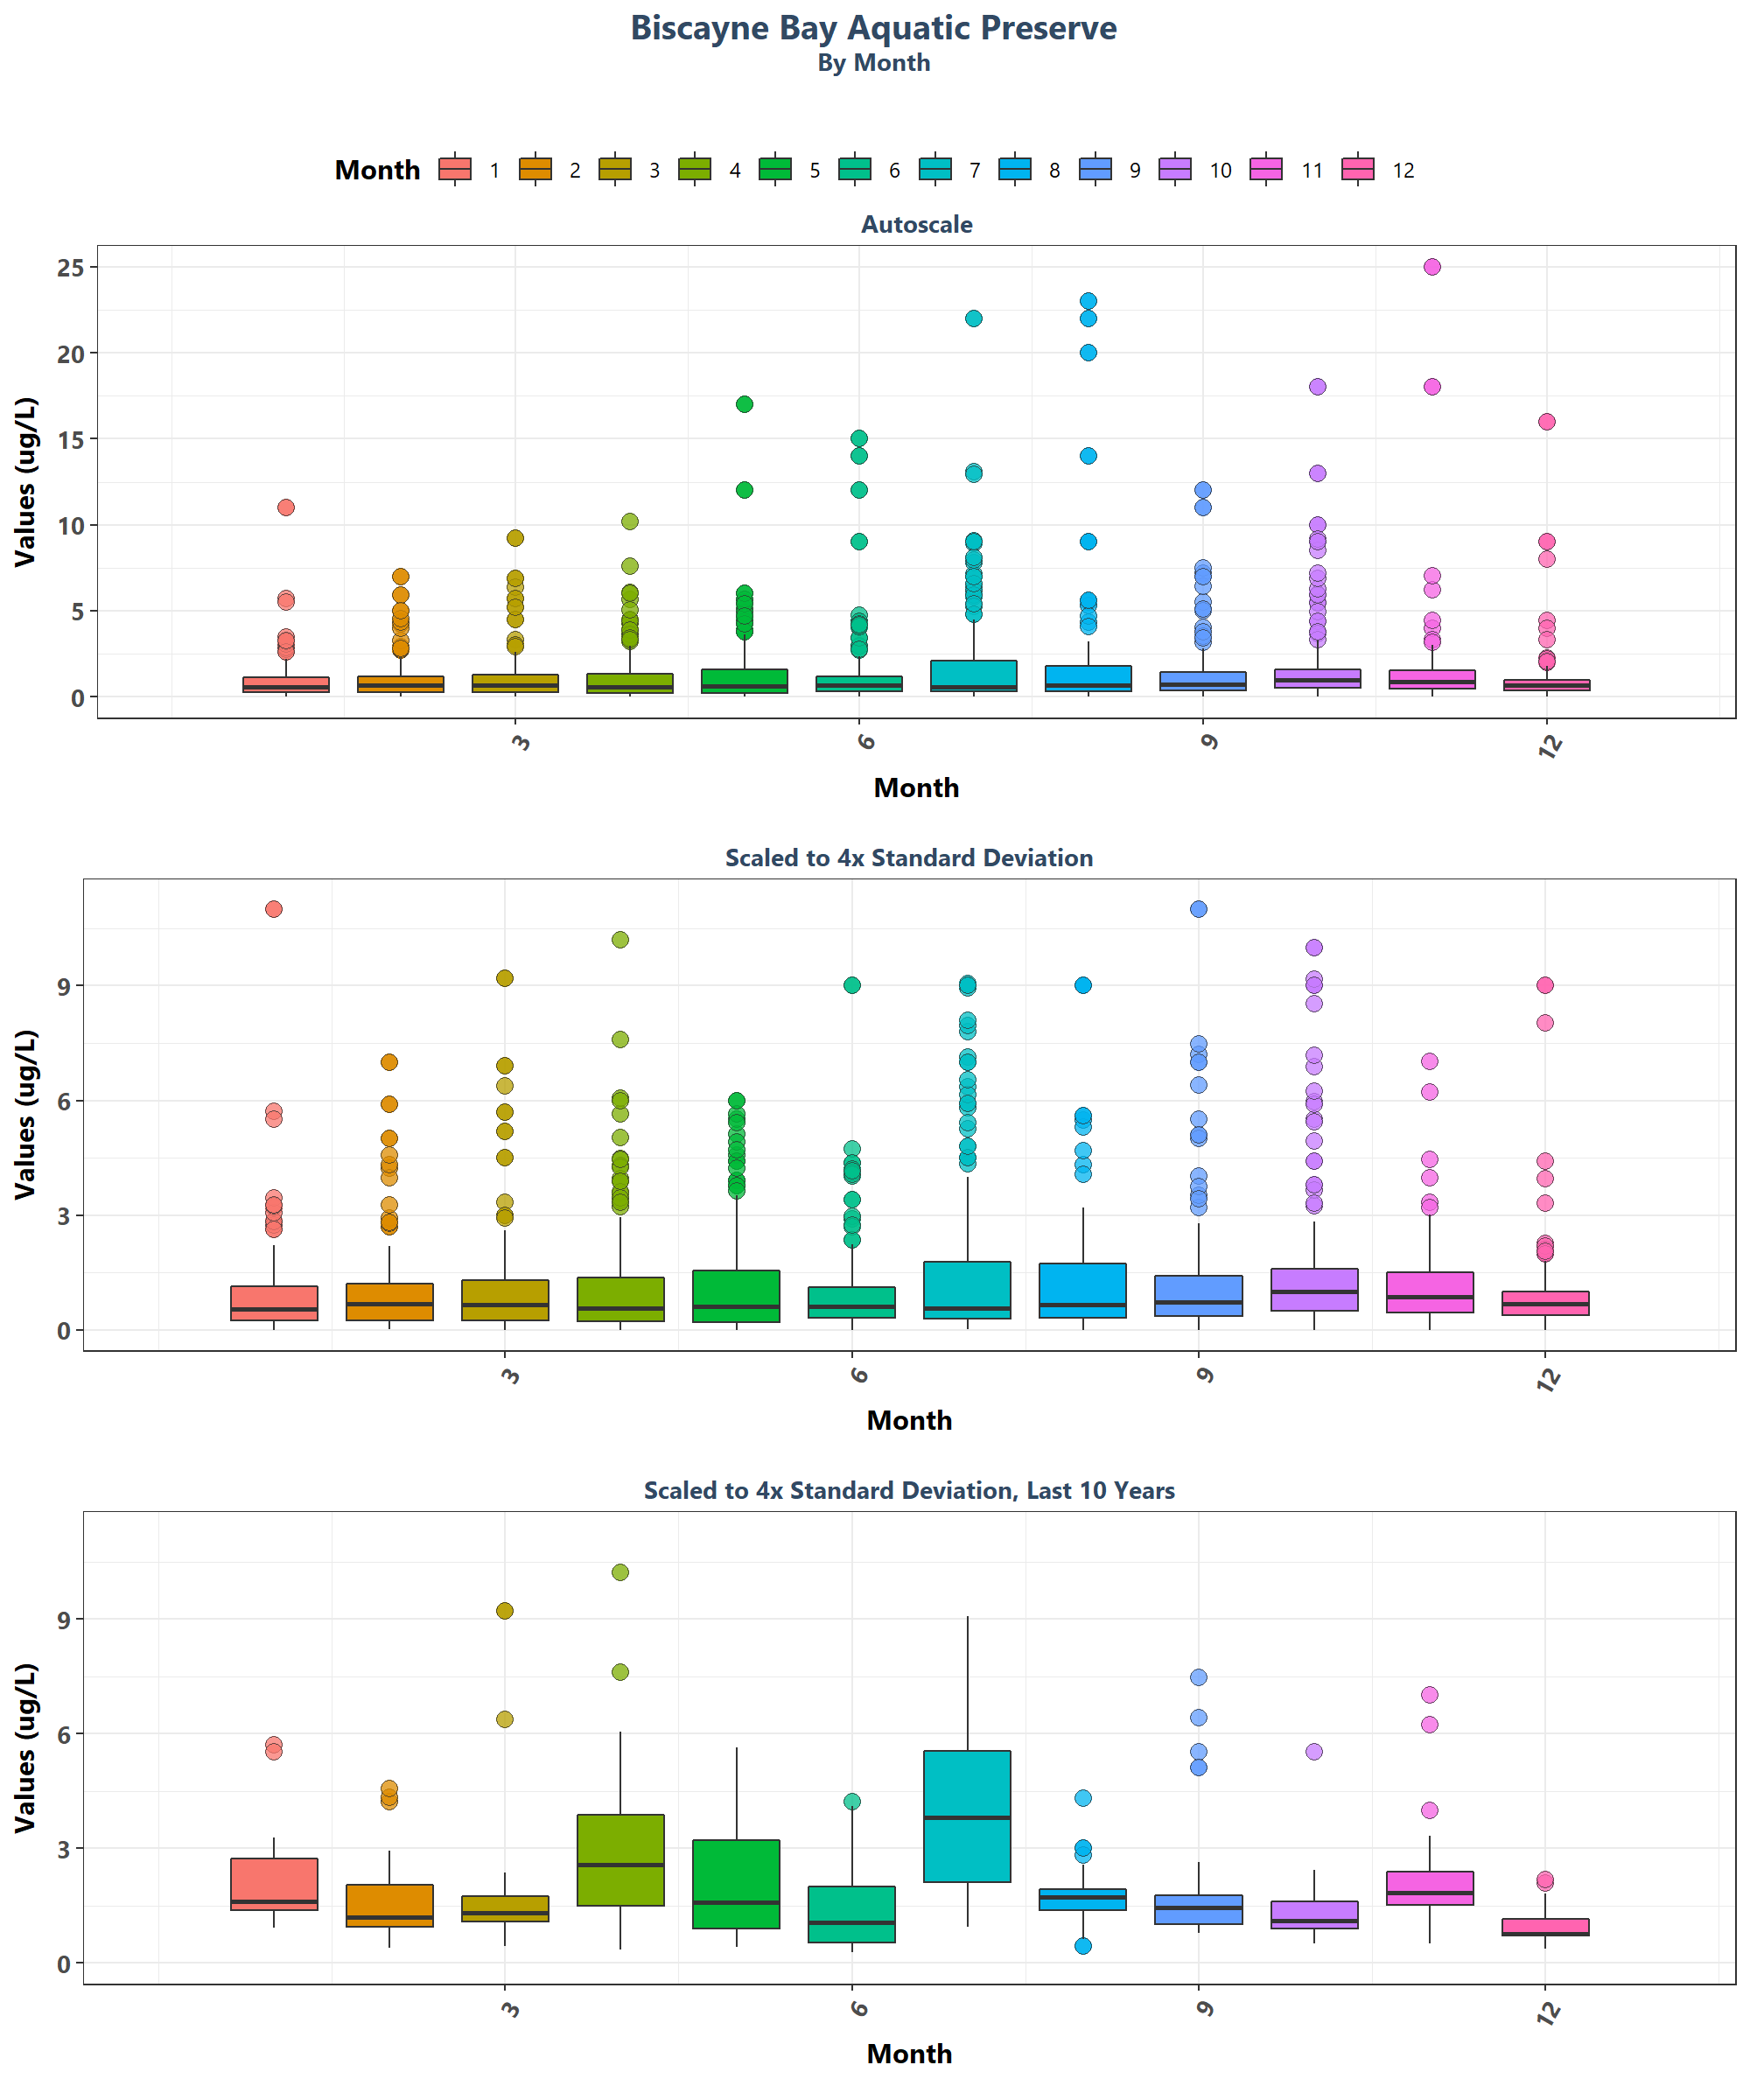 Biscayne Bay Aquatic Preserve
By Month
Month 1 2 3 4 5 6 7 8 9 10 11 12
Autoscale
Values (ug/L)
25
20
15
10
5
0
3 6 9 12
Month
Scaled to 4x Standard Deviation
Values (ug/L)
9
6
3
0
3 6 9 12
Month
Scaled to 4x Standard Deviation, Last 10 Years
Values (ug/L)
9
6
3
0
3 6 9 12
Month